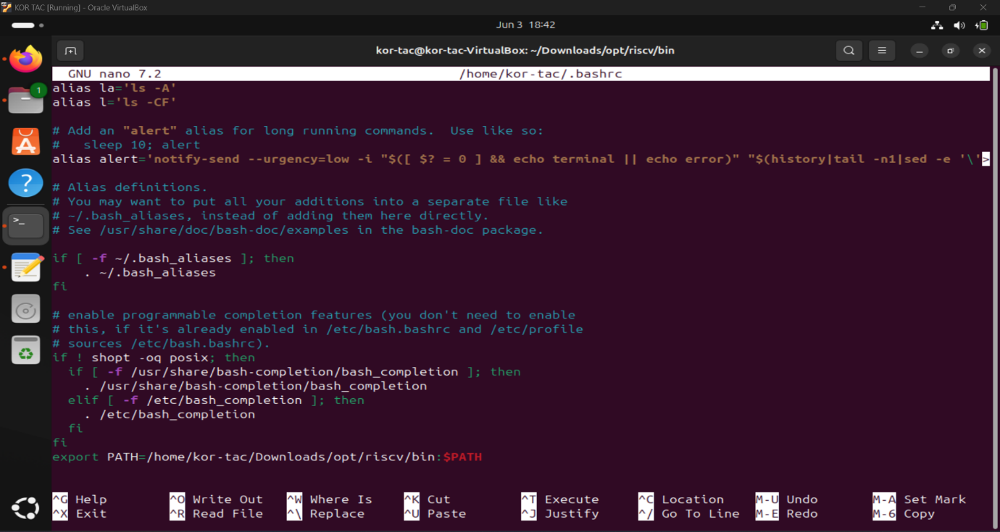 KOR TAC [Running] - Oracle VirtualBox
Jun 3 18:42
1
kor-tac@kor-tac-VirtualBox: ~/Downloads/opt/riscv/bin
GNU nano 7.2 /home/kor-tac/.bashrc
alias la='ls -A'
alias l='ls -CF'
# Add an "alert" alias for long running commands.  Use like so:
#   sleep 10; alert
alias alert='notify-send --urgency=low -i "$([ $? = 0 ] && echo terminal || echo error)" "$(history|tail -n1|sed -e '\'>
# Alias definitions.
# You may want to put all your additions into a separate file like
# ~/.bash_aliases, instead of adding them here directly.
# See /usr/share/doc/bash-doc/examples in the bash-doc package.
if [ -f ~/.bash_aliases ]; then
    . ~/.bash_aliases
fi
# enable programmable completion features (you don't need to enable
# this, if it's already enabled in /etc/bash.bashrc and /etc/profile
# sources /etc/bash.bashrc).
if ! shopt -oq posix; then
  if [ -f /usr/share/bash-completion/bash_completion ]; then
    . /usr/share/bash-completion/bash_completion
  elif [ -f /etc/bash_completion ]; then
    . /etc/bash_completion
  fi
fi
export PATH=/home/kor-tac/Downloads/opt/riscv/bin:$PATH
^G Help ^O Write Out ^W Where Is ^K Cut ^T Execute ^C Location M-U Undo M-A Set Mark
^X Exit ^R Read File ^\ Replace ^U Paste ^J Justify ^/ Go To Line M-E Redo M-6 Copy